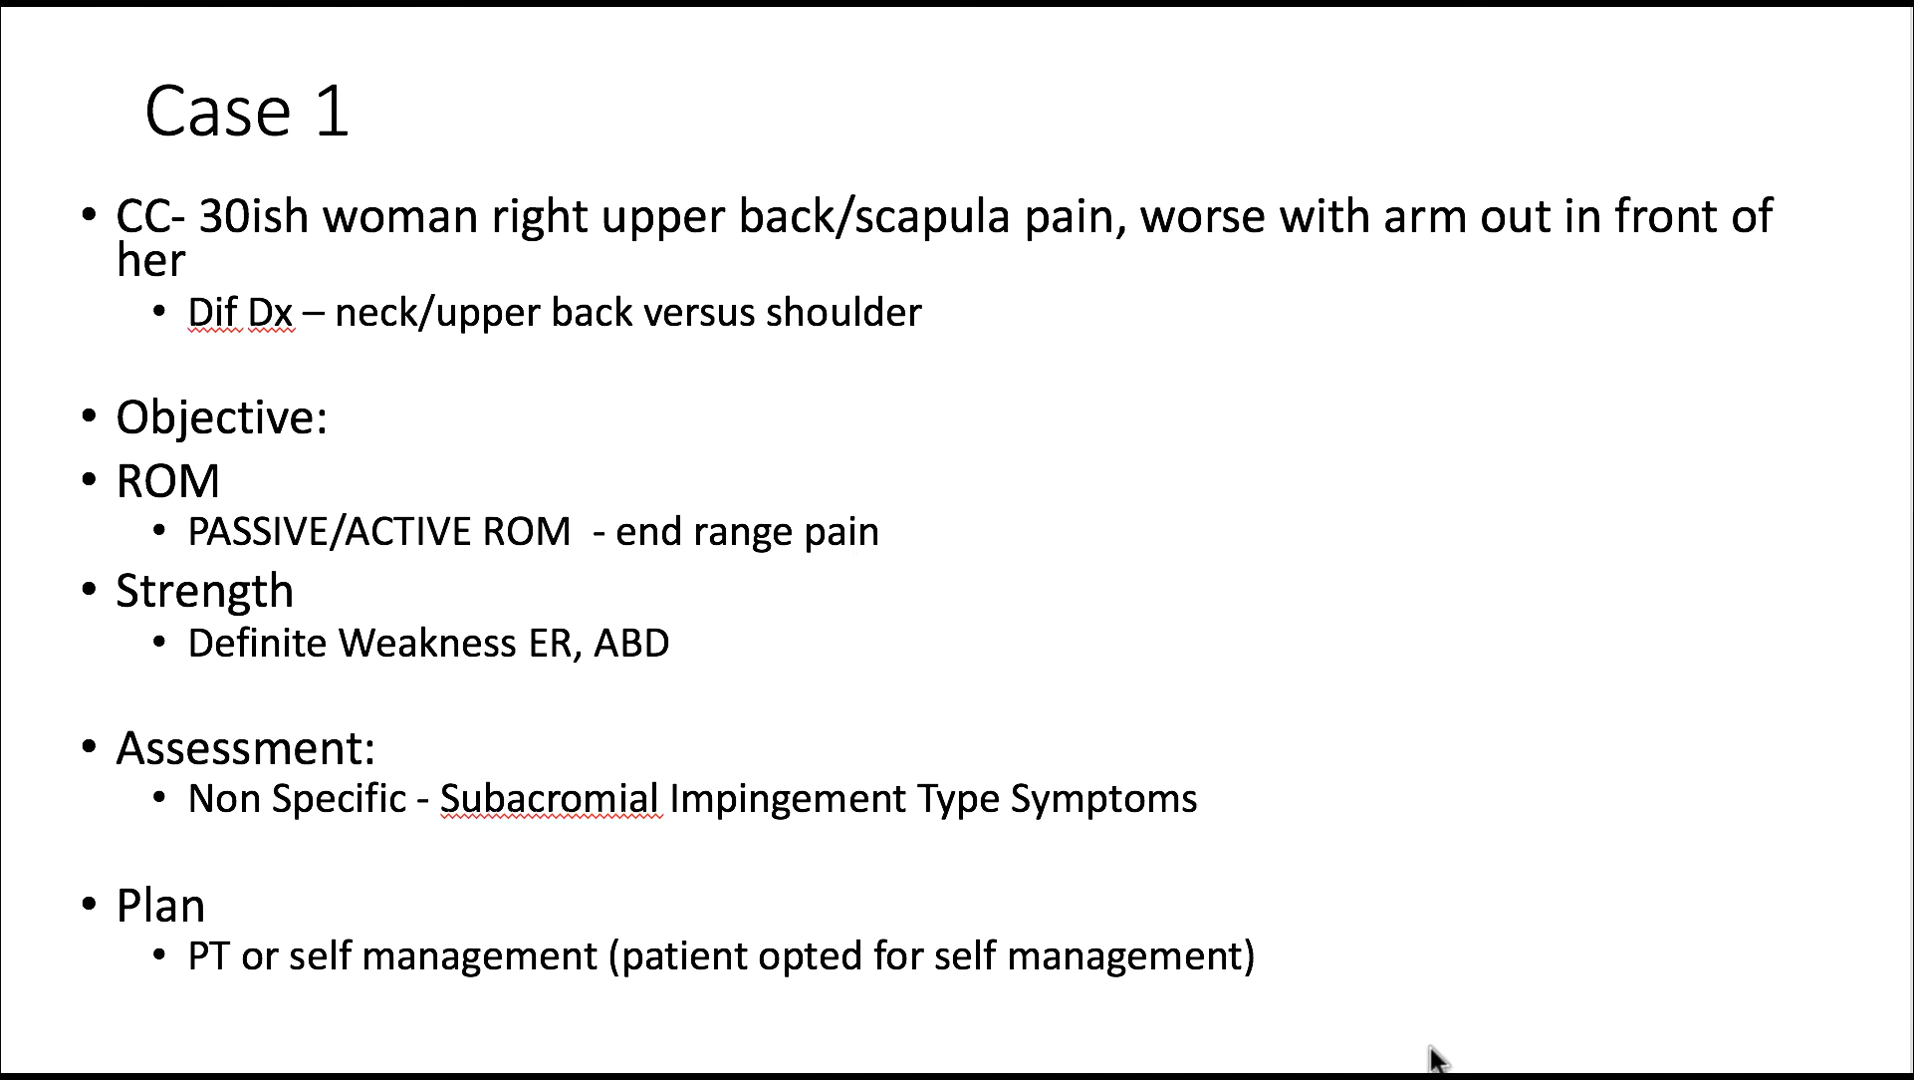 Case 1
• CC- 30ish woman right upper back/scapula pain, worse with arm out in front of
her
• Dif Dx – neck/upper back versus shoulder
• Objective:
• ROM
• PASSIVE/ACTIVE ROM  - end range pain
• Strength
• Definite Weakness ER, ABD
• Assessment:
• Non Specific - Subacromial Impingement Type Symptoms
• Plan
• PT or self management (patient opted for self management)